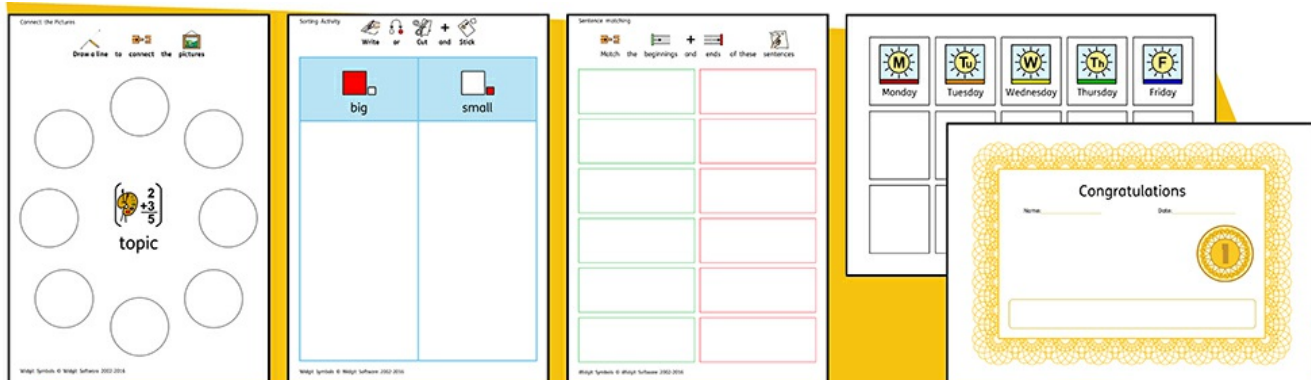 Connect the Pictures
Draw a line to connect the pictures
2
+3
5
topic
Widgit Symbols © Widgit Software 2002-2016
Sorting Activity
+
Write or Cut and Stick
big small
Widgit Symbols © Widgit Software 2002-2016
Sentence matching
+
Match the beginnings and ends of these sentences
Widgit Symbols © Widgit Software 2002-2016
M Tu W Th F
Monday Tuesday Wednesday Thursday Friday
Congratulations
Name: Date:
1